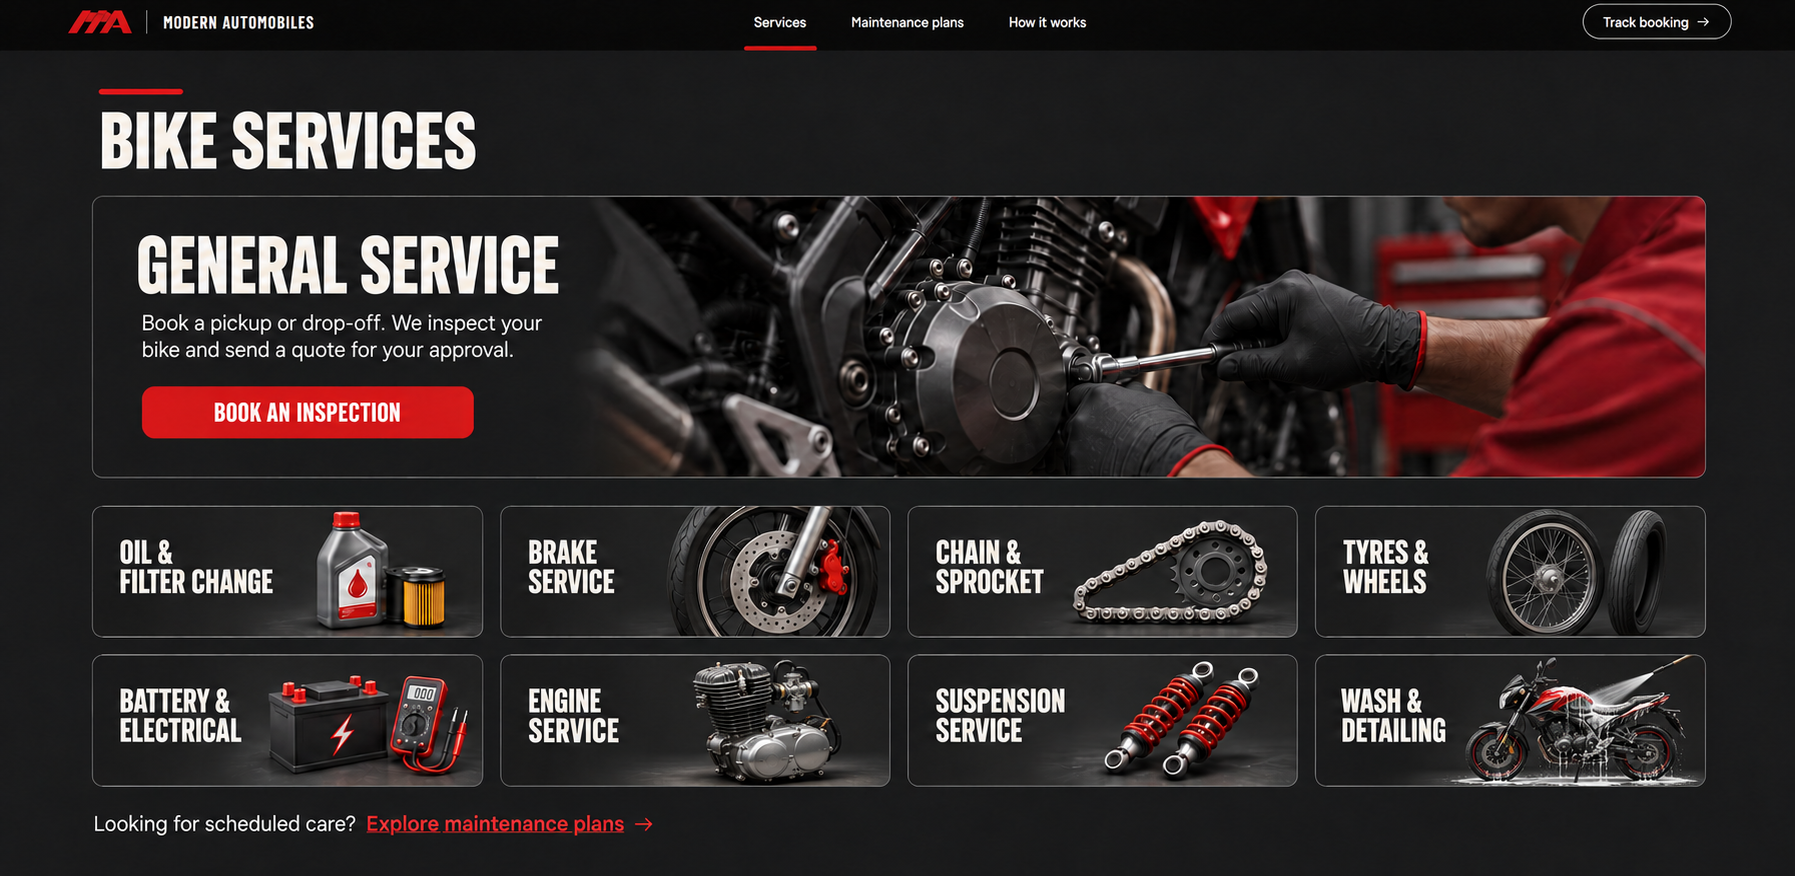 MA
MODERN AUTOMOBILES
Services
Maintenance plans
How it works
Track booking →
BIKE SERVICES
GENERAL SERVICE
Book a pickup or drop-off. We inspect your
bike and send a quote for your approval.
BOOK AN INSPECTION
OIL &
FILTER CHANGE
BRAKE
SERVICE
CHAIN &
SPROCKET
TYRES &
WHEELS
BATTERY &
ELECTRICAL
000
ENGINE
SERVICE
SUSPENSION
SERVICE
WASH &
DETAILING
Looking for scheduled care? Explore maintenance plans →